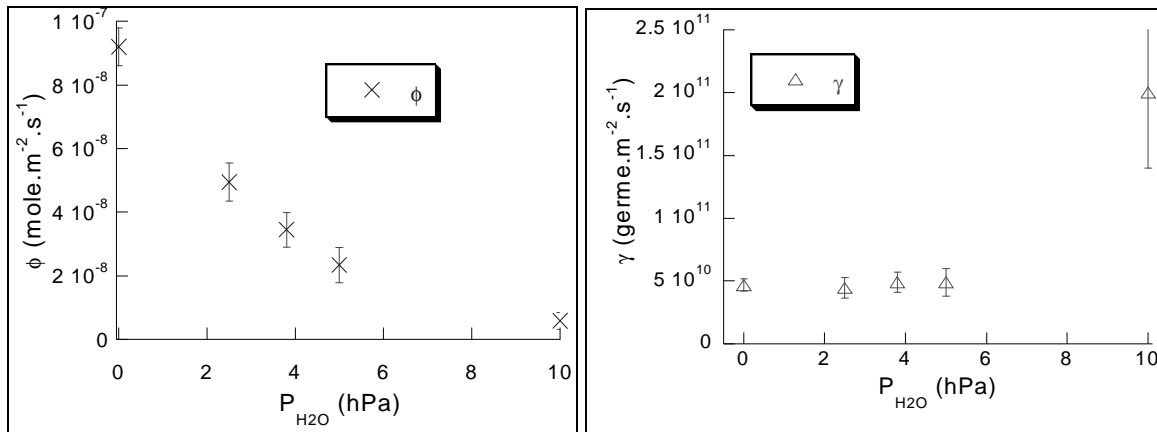 1 10⁻⁷
8 10⁻⁸
6 10⁻⁸
4 10⁻⁸
2 10⁻⁸
0
ϕ (mole.m⁻².s⁻¹)
ϕ
0 2 4 6 8 10
P_H2O (hPa)
2.5 10¹¹
2 10¹¹
1.5 10¹¹
1 10¹¹
5 10¹⁰
0
γ (germe.m⁻².s⁻¹)
γ
0 2 4 6 8 10
P_H2O (hPa)